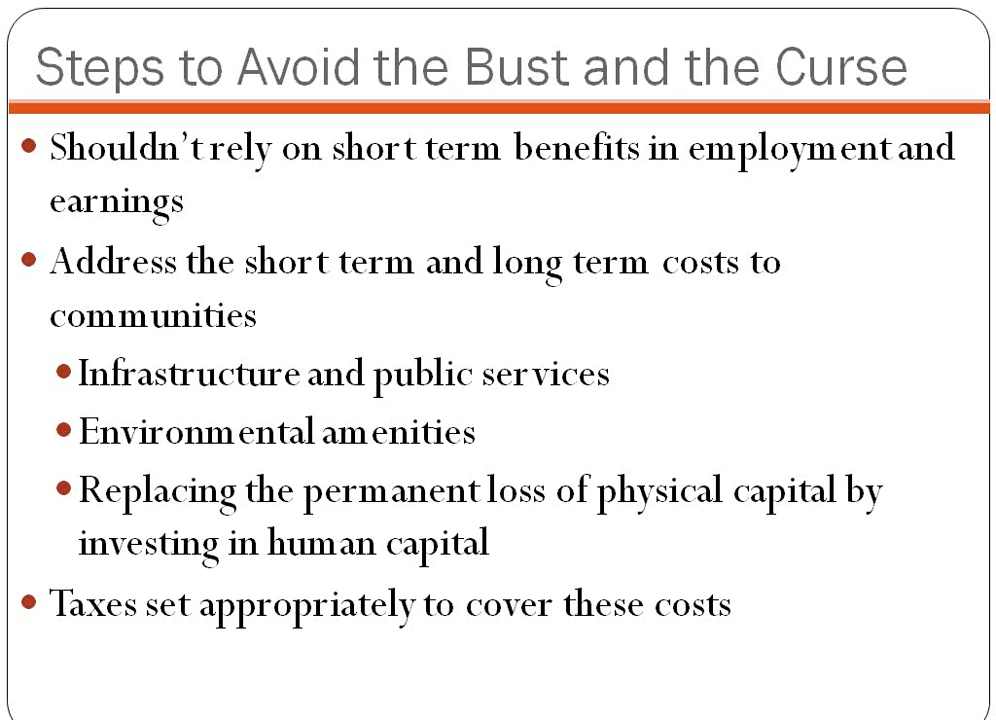 Steps to Avoid the Bust and the Curse
Shouldn't rely on short term benefits in employment and
earnings
Address the short term and long term costs to
communities
Infrastructure and public services
Environmental amenities
Replacing the permanent loss of physical capital by
investing in human capital
Taxes set appropriately to cover these costs